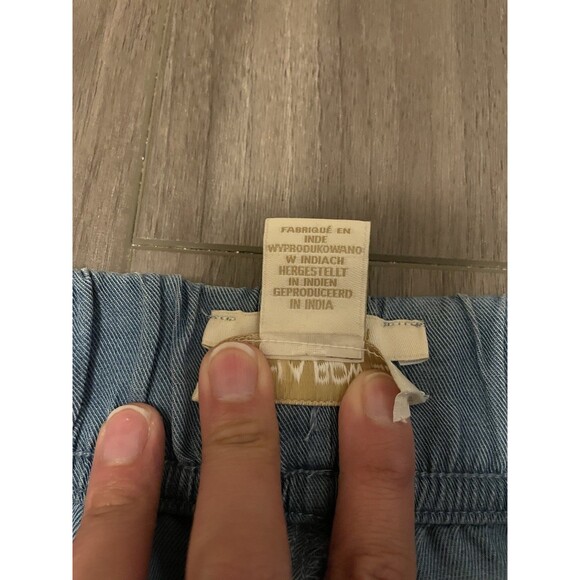 FABRIQUÉ EN
INDE
WYPRODUKOWANO
W INDIACH
HERGESTELLT
IN INDIEN
GEPRODUCEERD
IN INDIA